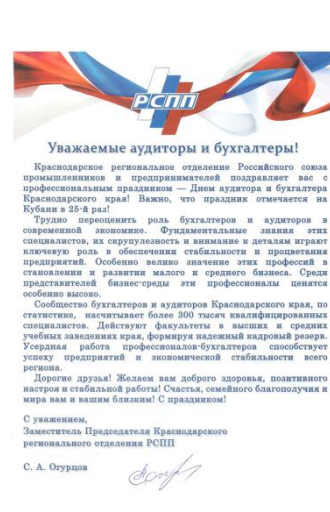 РСПП
Уважаемые аудиторы и бухгалтеры!
Краснодарское региональное отделение Российского союза
промышленников и предпринимателей поздравляет вас с
профессиональным праздником — Днем аудитора и бухгалтера
Краснодарского края! Важно, что праздник отмечается на
Кубани в 25-й раз!
Трудно переоценить роль бухгалтеров и аудиторов в
современной экономике. Фундаментальные знания этих
специалистов, их скрупулезность и внимание к деталям играют
ключевую роль в обеспечении стабильности и процветания
предприятий. Особенно велико значение этих профессий в
становлении и развитии малого и среднего бизнеса. Среди
представителей бизнес-среды эти профессионалы ценятся
особенно высоко.
Сообщество бухгалтеров и аудиторов Краснодарского края, по
статистике, насчитывает более 300 тысяч квалифицированных
специалистов. Действуют факультеты в высших и средних
учебных заведениях края, формируя надежный кадровый резерв.
Усердная работа профессионалов-бухгалтеров способствует
успеху предприятий и экономической стабильности всего
региона.
Дорогие друзья! Желаем вам доброго здоровья, позитивного
настроя и стабильной работы! Счастья, семейного благополучия и
мира вам и вашим близким! С праздником!
С уважением,
Заместитель Председателя Краснодарского
регионального отделения РСПП
С. А. Огурцов